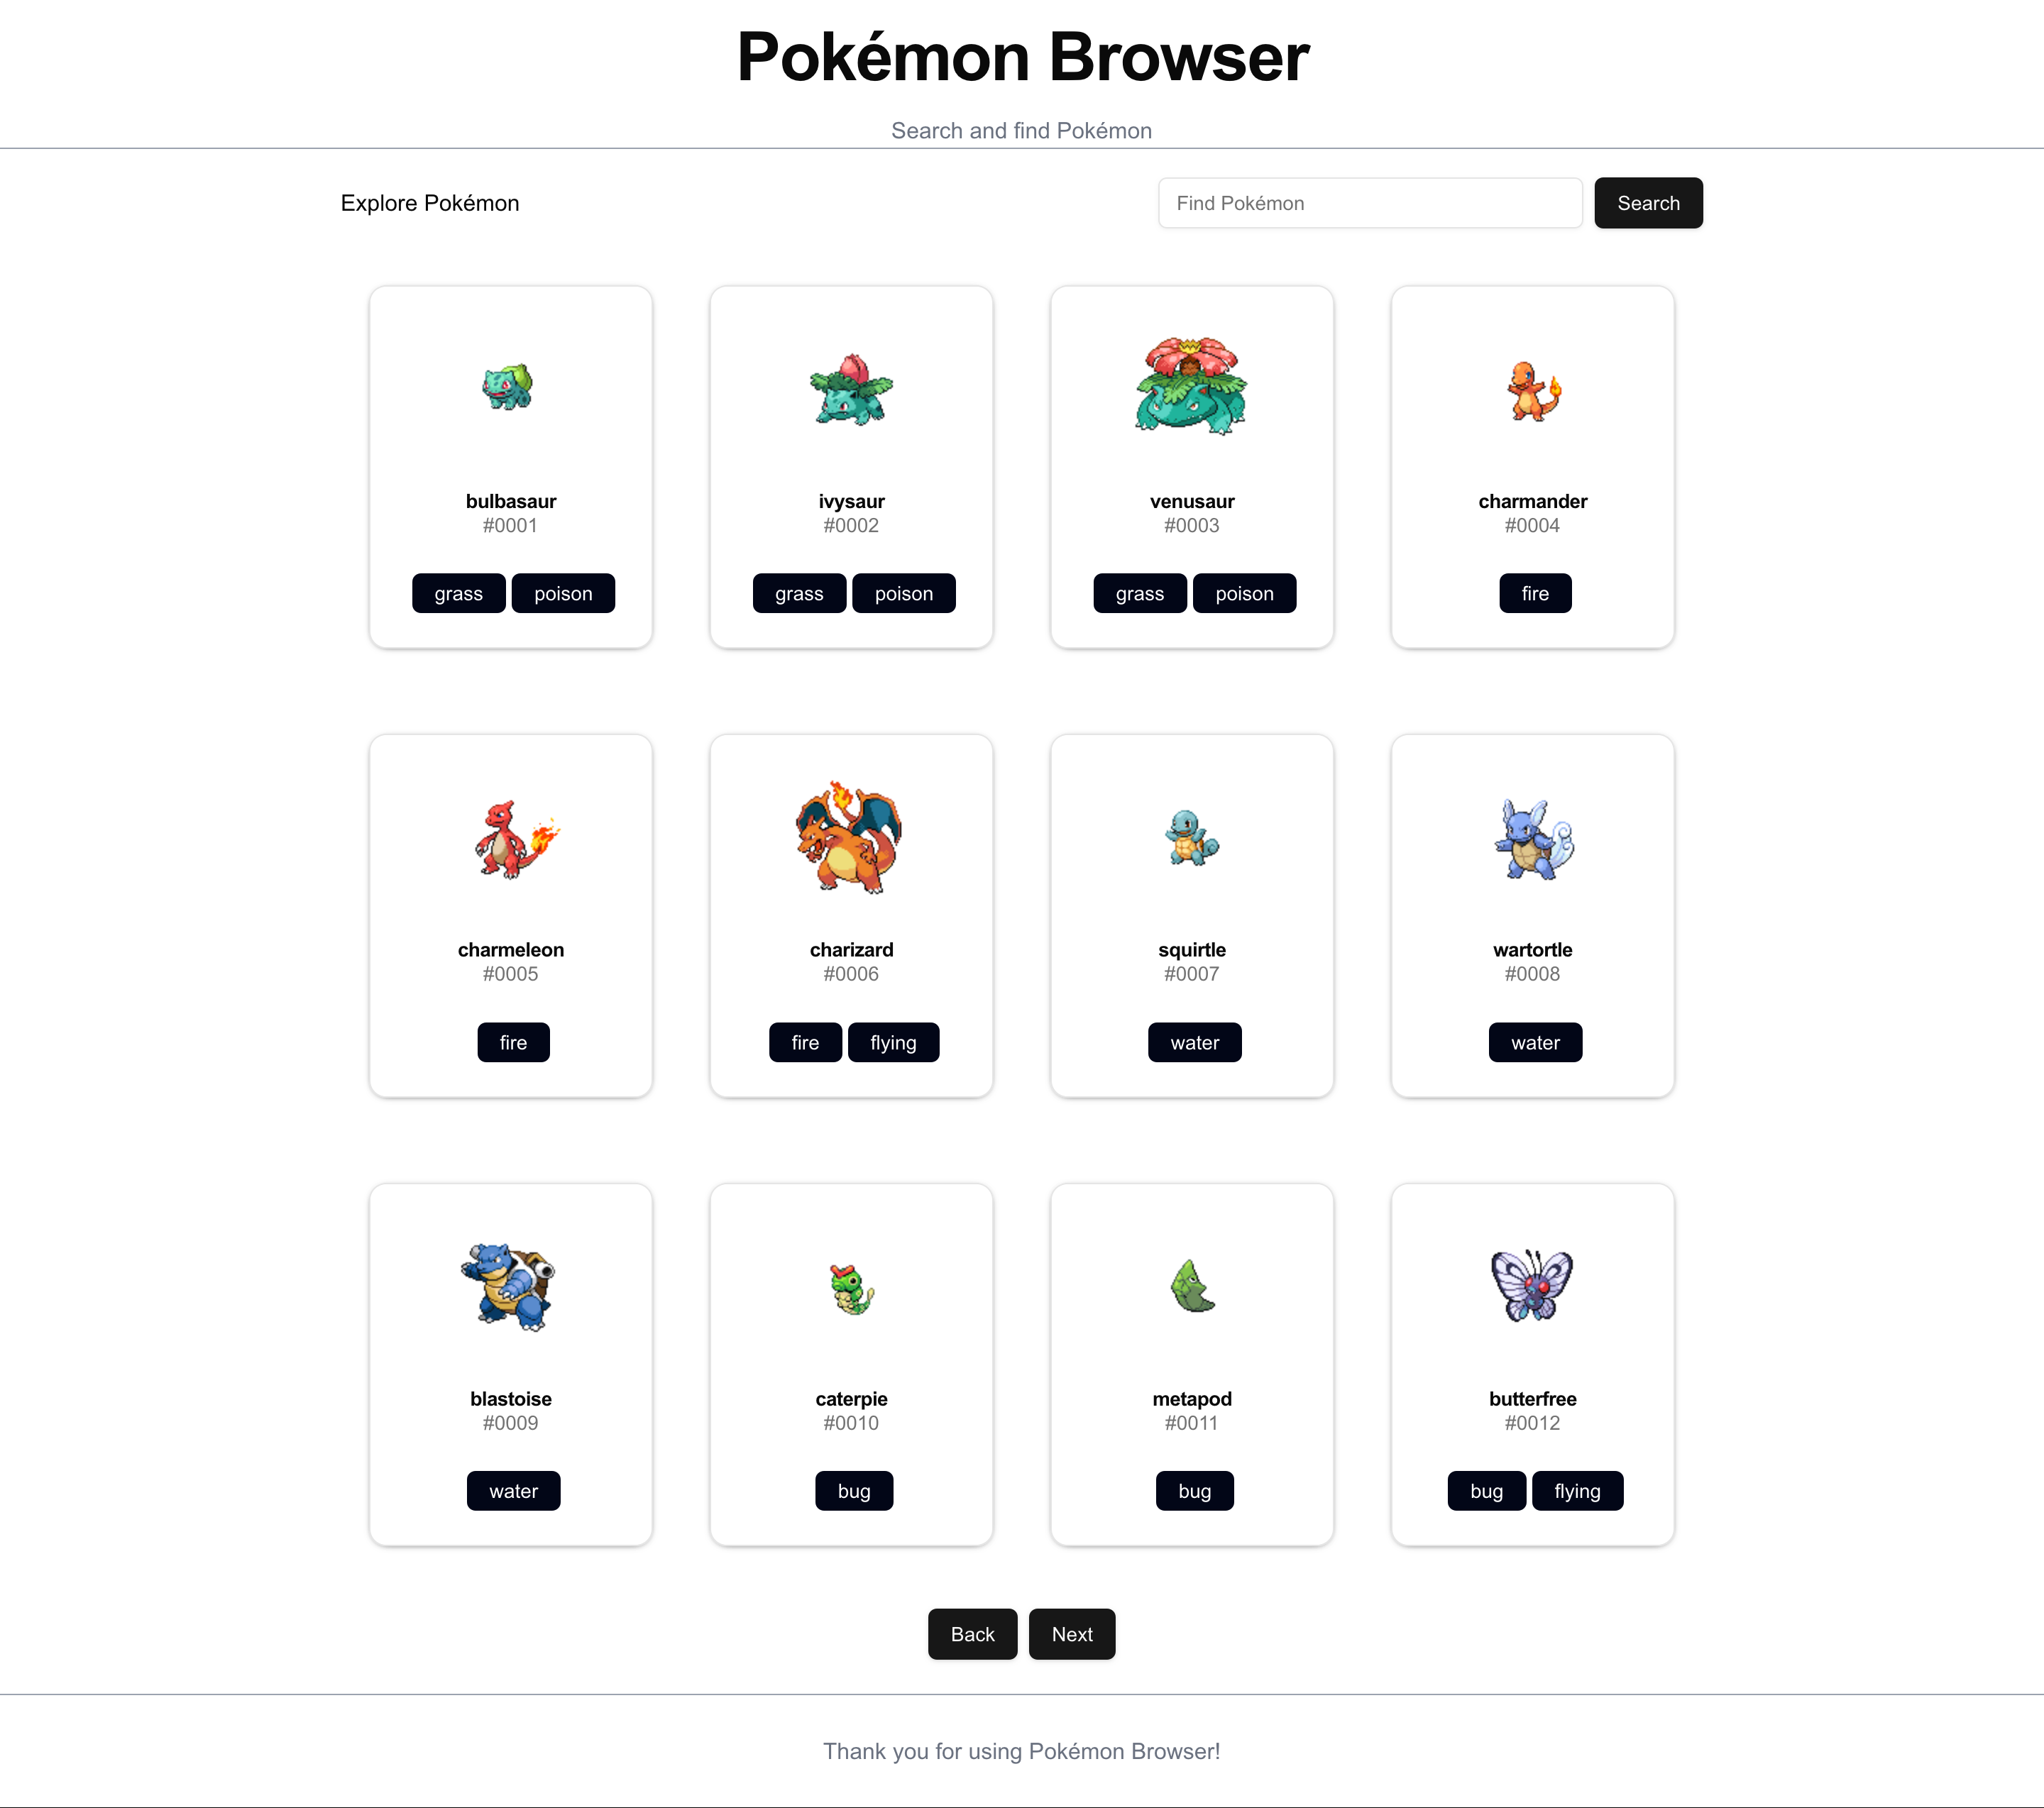 Pokémon Browser
Search and find Pokémon
Explore Pokémon
Find Pokémon
Search
bulbasaur
#0001
grass poison
ivysaur
#0002
grass poison
venusaur
#0003
grass poison
charmander
#0004
fire
charmeleon
#0005
fire
charizard
#0006
fire flying
squirtle
#0007
water
wartortle
#0008
water
blastoise
#0009
water
caterpie
#0010
bug
metapod
#0011
bug
butterfree
#0012
bug flying
Back Next
Thank you for using Pokémon Browser!